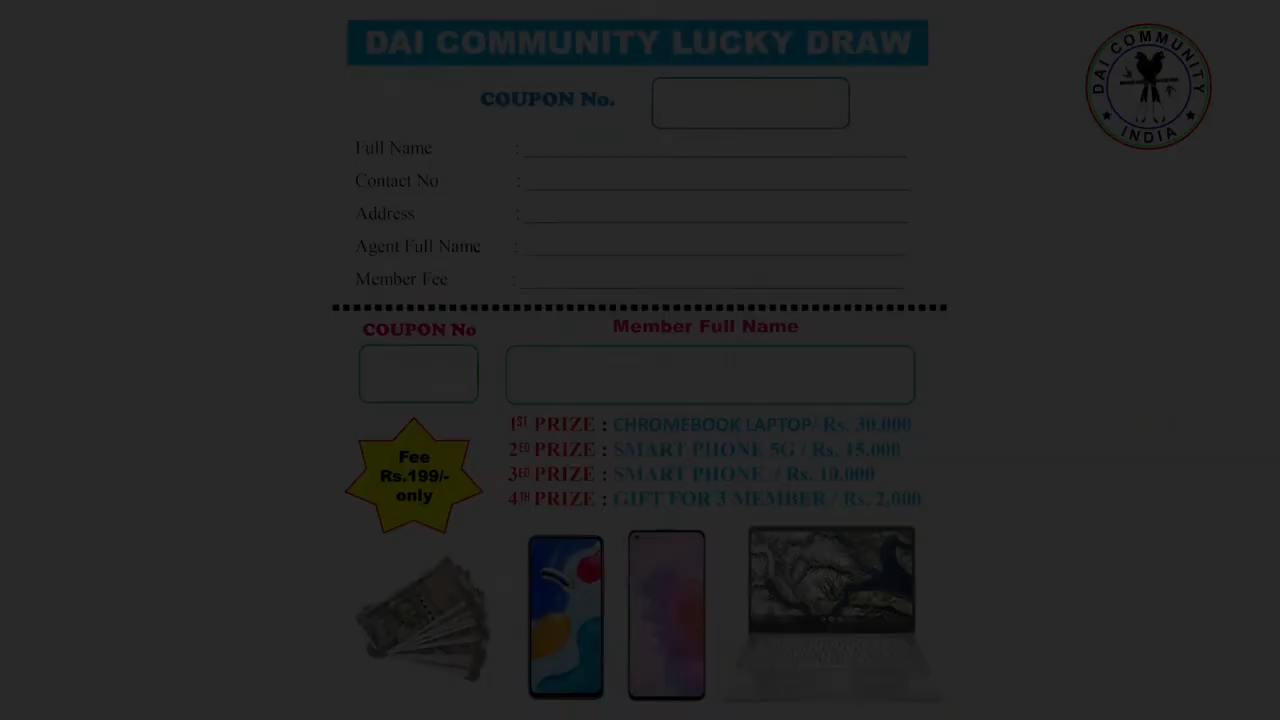 DAI COMMUNITY LUCKY DRAW
DAI COMMUNITY
INDIA
COUPON No.
Full Name :
Contact No :
Address :
Agent Full Name :
Member Fee :
COUPON No
Member Full Name
1ST PRIZE : CHROMEBOOK LAPTOP/ Rs. 30,000
2ED PRIZE : SMART PHONE 5G / Rs. 15,000
3ED PRIZE : SMART PHONE / Rs. 10,000
4TH PRIZE : GIFT FOR 3 MEMBER / Rs. 2,000
Fee
Rs.199/-
only